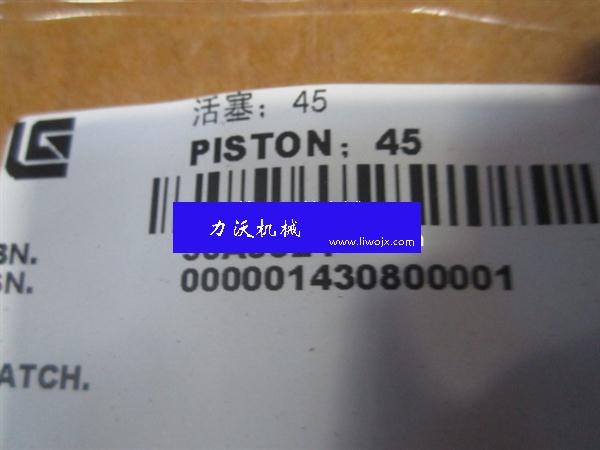 活塞：45
PISTON：45
力沃机械
www.liwojx.com
BN.
SN.
000001430800001
ATCH.